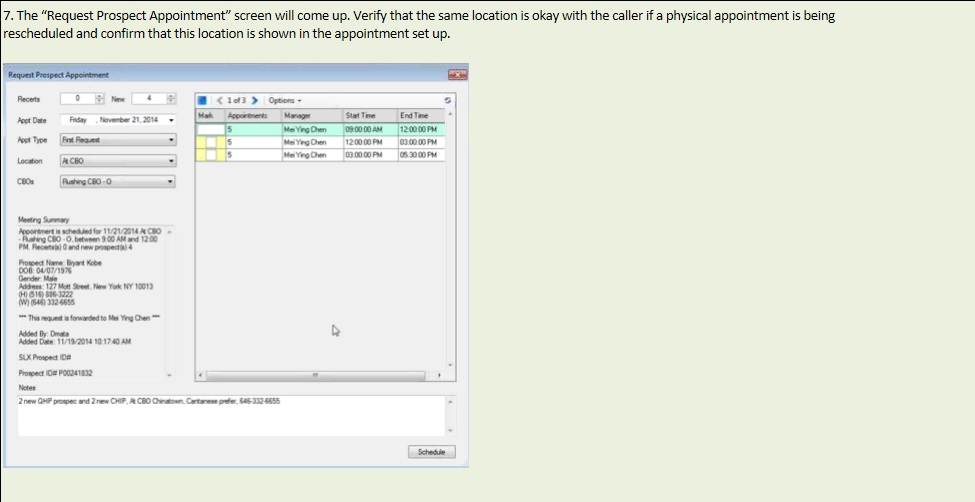 7. The “Request Prospect Appointment” screen will come up. Verify that the same location is okay with the caller if a physical appointment is being
rescheduled and confirm that this location is shown in the appointment set up.
Request Prospect Appointment
Recerts 0 New 4
Appt Date Friday , November 21, 2014
Appt Type First Request
Location At CBO
CBOs Flushing CBO - O
1 of 3 Options
Mark Appointments Manager Start Time End Time
5 Mei Ying Chen 09:00:00 AM 12:00:00 PM
5 Mei Ying Chen 12:00:00 PM 03:00:00 PM
5 Mei Ying Chen 03:00:00 PM 05:30:00 PM
Meeting Summary
Appointment is scheduled for 11/21/2014 At CBO
- Flushing CBO - O, between 9:00 AM and 12:00
PM. Recerts(s) 0 and new prospect(s) 4
Prospect Name: Bryant Kobe
DOB: 04/07/1976
Gender: Male
Address: 127 Mott Street, New York NY 10013
(H) (516) 686-3222
(W) (646) 332-6655
*** This request is forwarded to Mei Ying Chen ***
Added By: Dmata
Added Date: 11/19/2014 10:17:40 AM
SLX Prospect ID#
Prospect ID# P00241832
Notes
2 new QHP prospec and 2 new CHIP, At CBO Chinatown, Cantanese prefer, 646-332-6655
Schedule